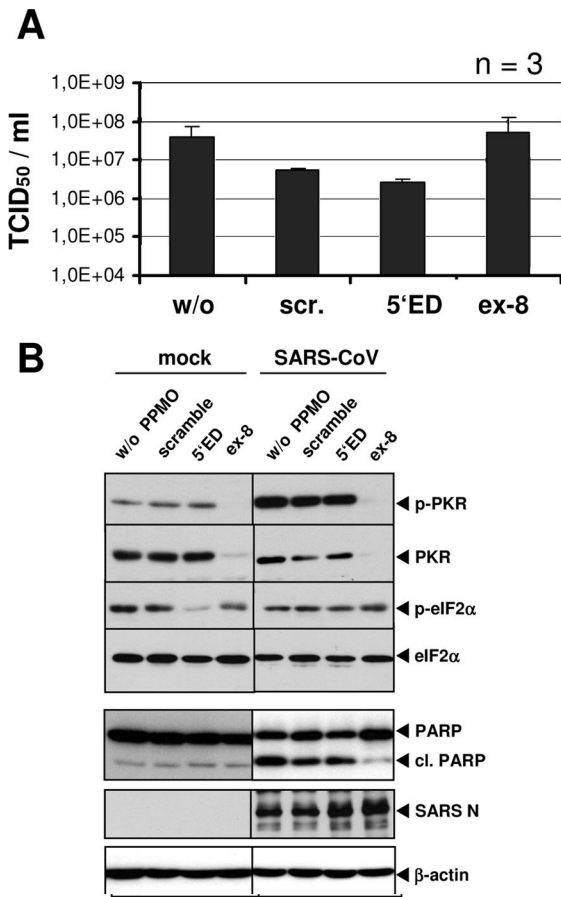 A
n = 3
TCID50 / ml
1,0E+09
1,0E+08
1,0E+07
1,0E+06
1,0E+05
1,0E+04
w/o scr. 5‘ED ex-8
B
mock SARS-CoV
w/o PPMO scramble 5‘ED ex-8 w/o PPMO scramble 5‘ED ex-8
p-PKR
PKR
p-eIF2α
eIF2α
PARP
cl. PARP
SARS N
β-actin